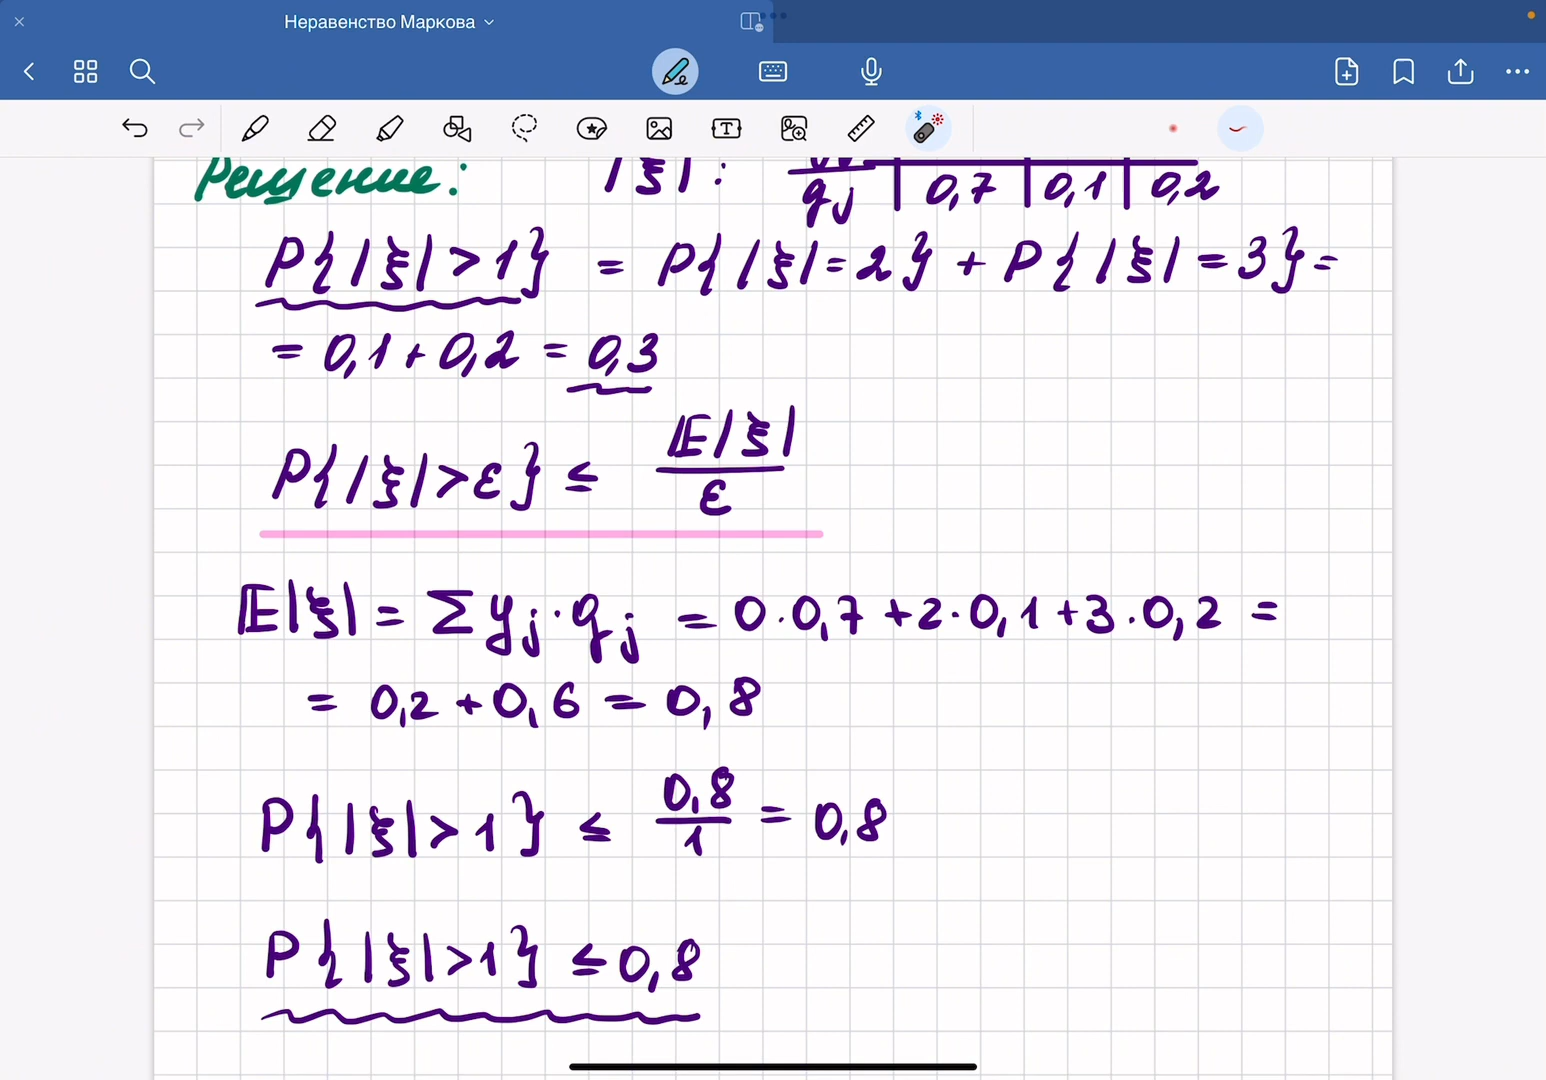 Неравенство Маркова
Решение: |ξ|: qj | 0,7 | 0,1 | 0,2
P{|ξ|>1} = P{|ξ|=2} + P{|ξ|=3} =
= 0,1 + 0,2 = 0,3
P{|ξ|>ε} ≤ E|ξ| / ε
E|ξ| = Σ yj · qj = 0·0,7 + 2·0,1 + 3·0,2 =
= 0,2 + 0,6 = 0,8
P{|ξ|>1} ≤ 0,8 / 1 = 0,8
P{|ξ|>1} ≤ 0,8